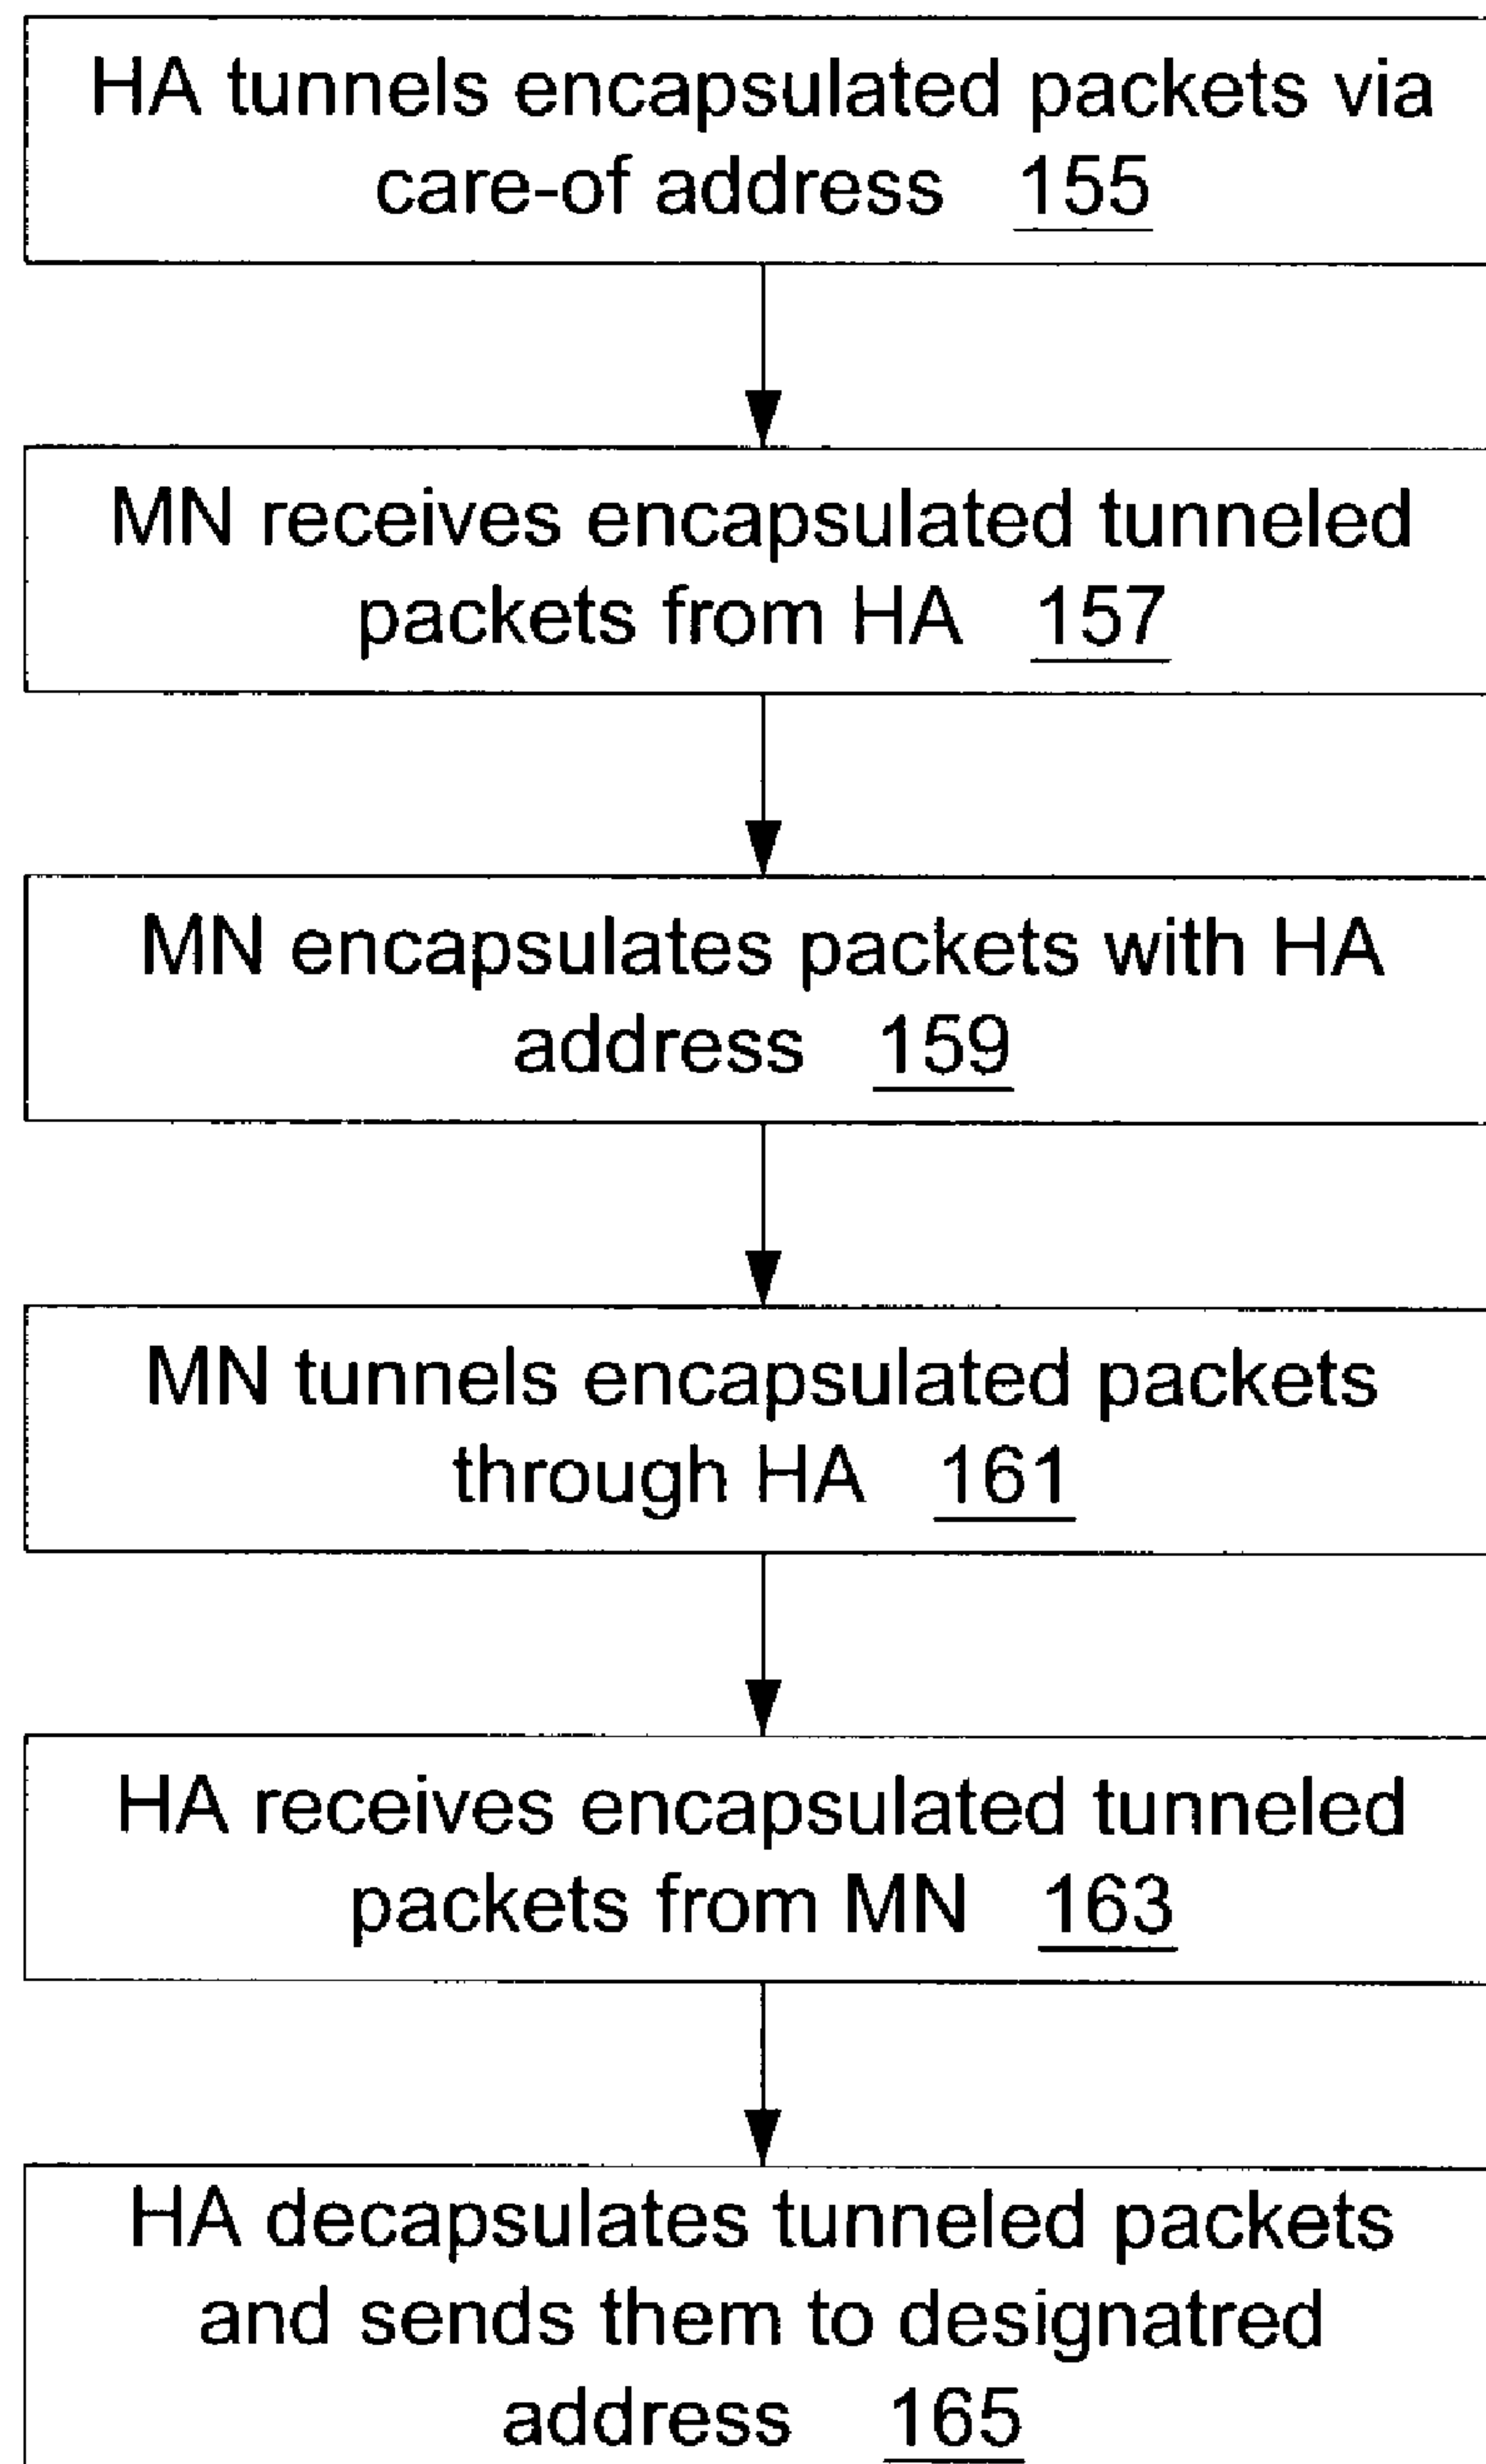 HA tunnels encapsulated packets via
care-of address 155
MN receives encapsulated tunneled
packets from HA 157
MN encapsulates packets with HA
address 159
MN tunnels encapsulated packets
through HA 161
HA receives encapsulated tunneled
packets from MN 163
HA decapsulates tunneled packets
and sends them to designatred
address 165